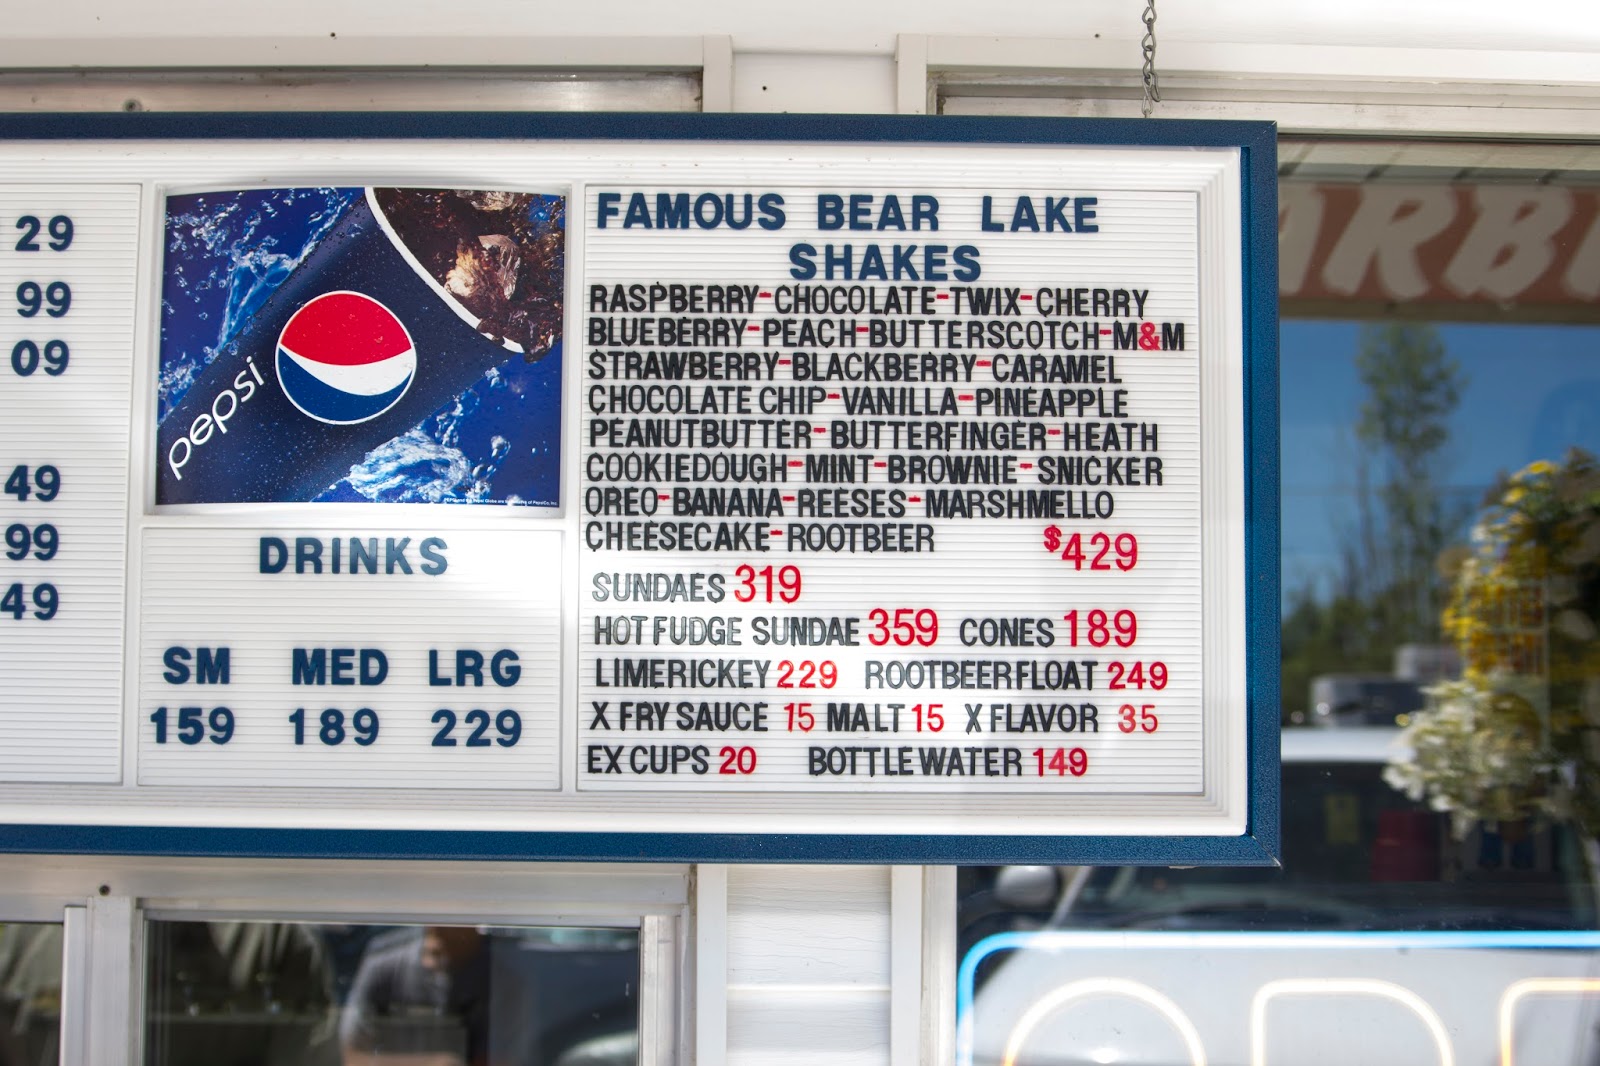 29
99
09
49
99
49
pepsi
DRINKS
SM MED LRG
159 189 229
FAMOUS BEAR LAKE
SHAKES
RASPBERRY-CHOCOLATE-TWIX-CHERRY
BLUEBERRY-PEACH-BUTTERSCOTCH-M&M
STRAWBERRY-BLACKBERRY-CARAMEL
CHOCOLATE CHIP-VANILLA-PINEAPPLE
PEANUTBUTTER-BUTTERFINGER-HEATH
COOKIEDOUGH-MINT-BROWNIE-SNICKER
OREO-BANANA-REESES-MARSHMELLO
CHEESECAKE-ROOTBEER $429
SUNDAES 319
HOT FUDGE SUNDAE 359 CONES 189
LIMERICKEY 229 ROOTBEER FLOAT 249
X FRY SAUCE 15 MALT 15 X FLAVOR 35
EX CUPS 20 BOTTLE WATER 149